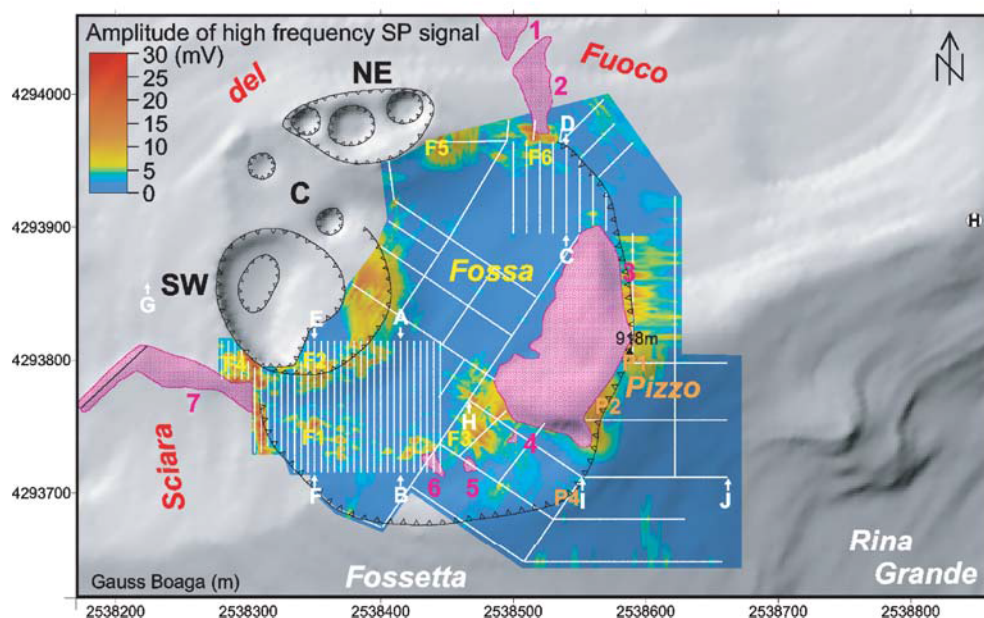 Amplitude of high frequency SP signal
30 (mV)
25
20
15
10
5
0
4294000
4293900
4293800
4293700
del
NE
1
2
Fuoco
N
D
F5
F6
C
H
SW
Fossa
C
3
G
E
A
918m
F2
Pizzo
P2
7
H
F1
F3
4
Sciara
6
5
F
B
P4
I
J
Rina
Grande
Gauss Boaga (m)
Fossetta
2538200
2538300
2538400
2538500
2538600
2538700
2538800